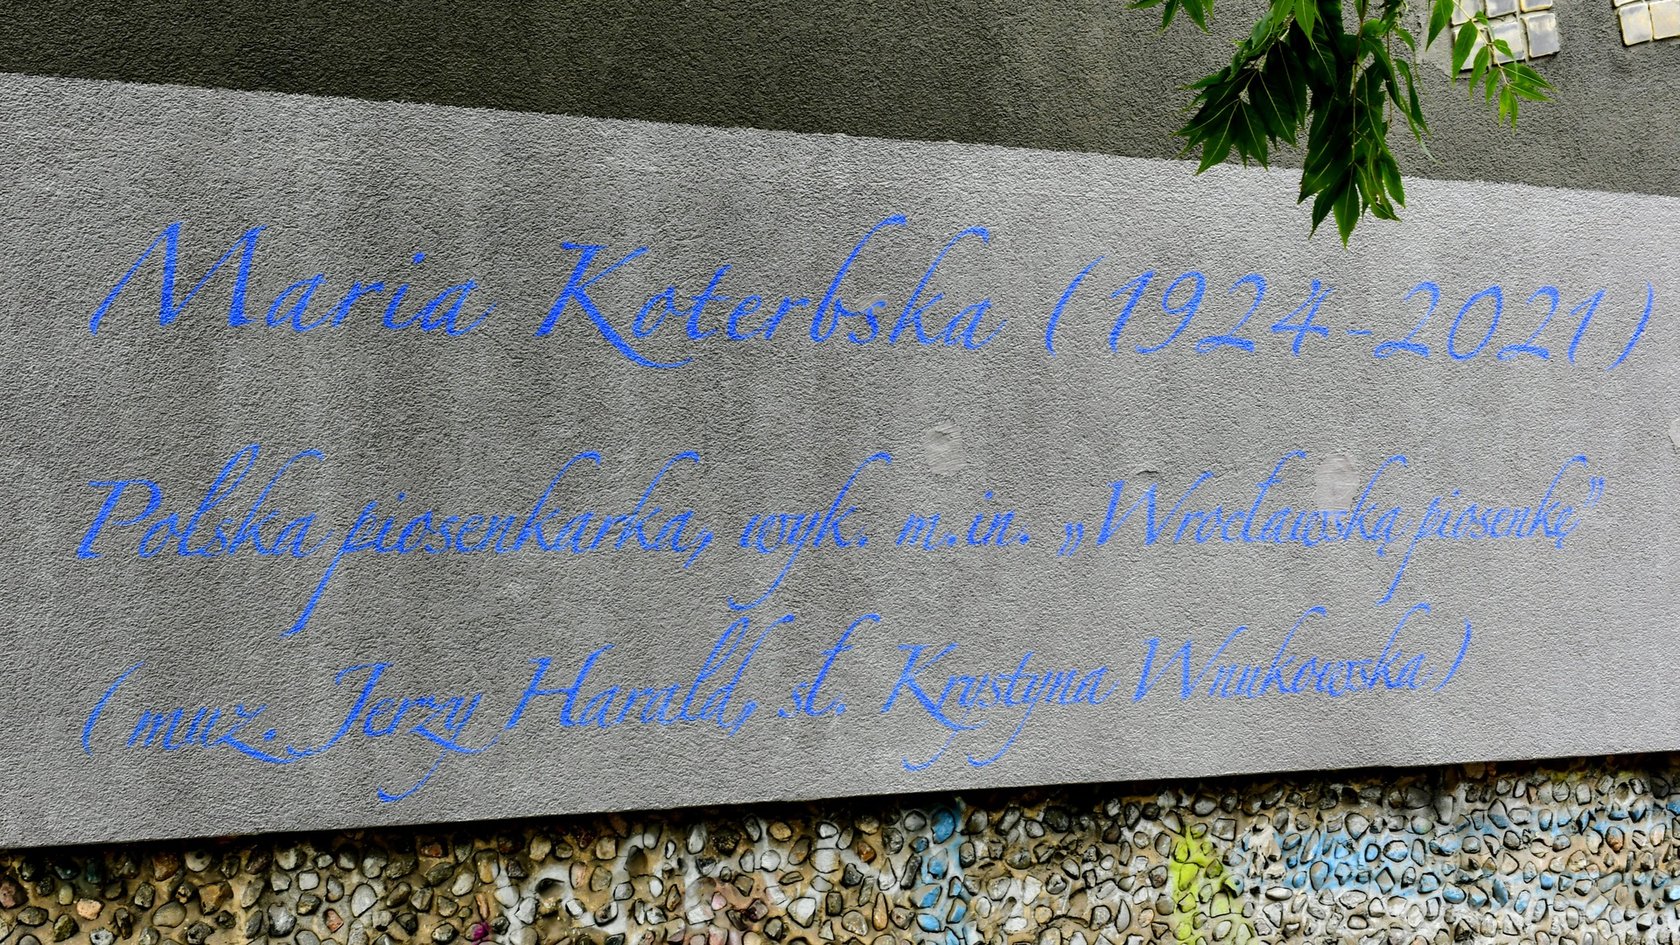 Maria Koterbska (1924-2021)
Polska piosenkarka, wyk. m.in. „Wrocławską piosenkę”
(muz. Jerzy Harald, sł. Krystyna Wnukowska)